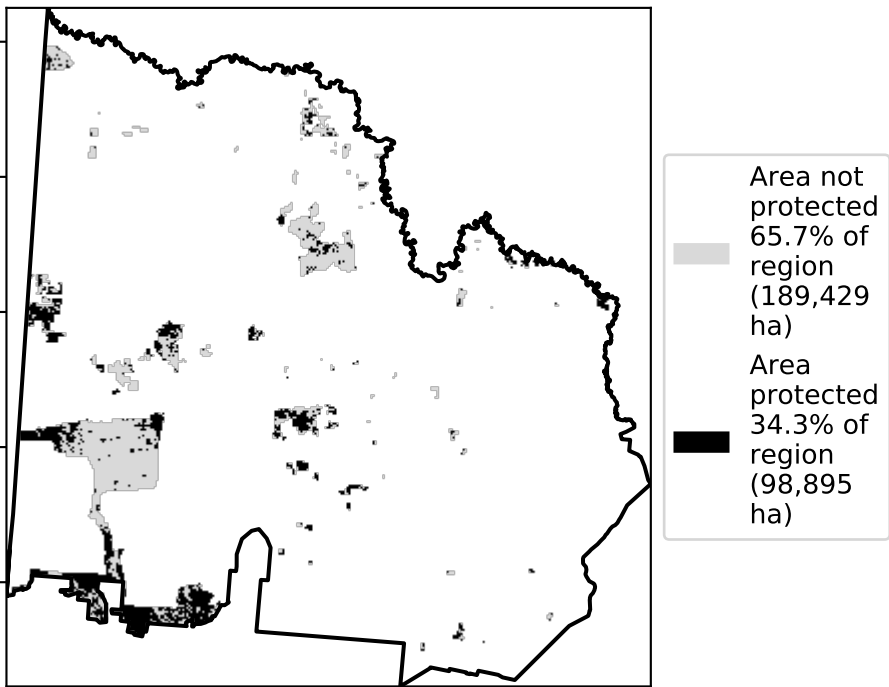 Area not
protected
65.7% of
region
(189,429
ha)
Area
protected
34.3% of
region
(98,895
ha)